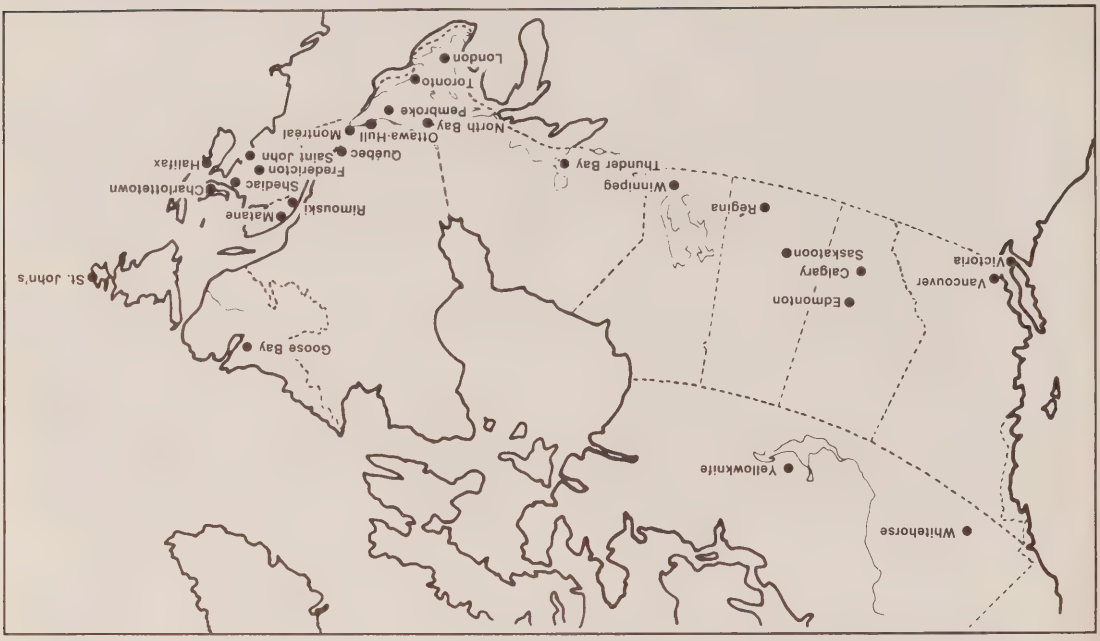 Whitehorse
Yellowknife
Goose Bay
Edmonton
Vancouver
St. John's
Calgary
Victoria
Saskatoon
Matane
Rimouski
Regina
Charlottetown
Winnipeg
Shediac
Fredericton
Thunder Bay
Halifax
Saint John
Québec
Ottawa-Hull
Montréal
North Bay
Pembroke
Toronto
London